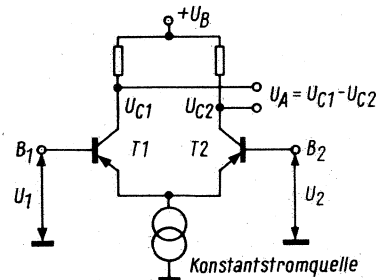 +U_B
U_C1 U_C2 U_A = U_C1 - U_C2
B_1 T1 T2 B_2
U_1 U_2
Konstantstromquelle